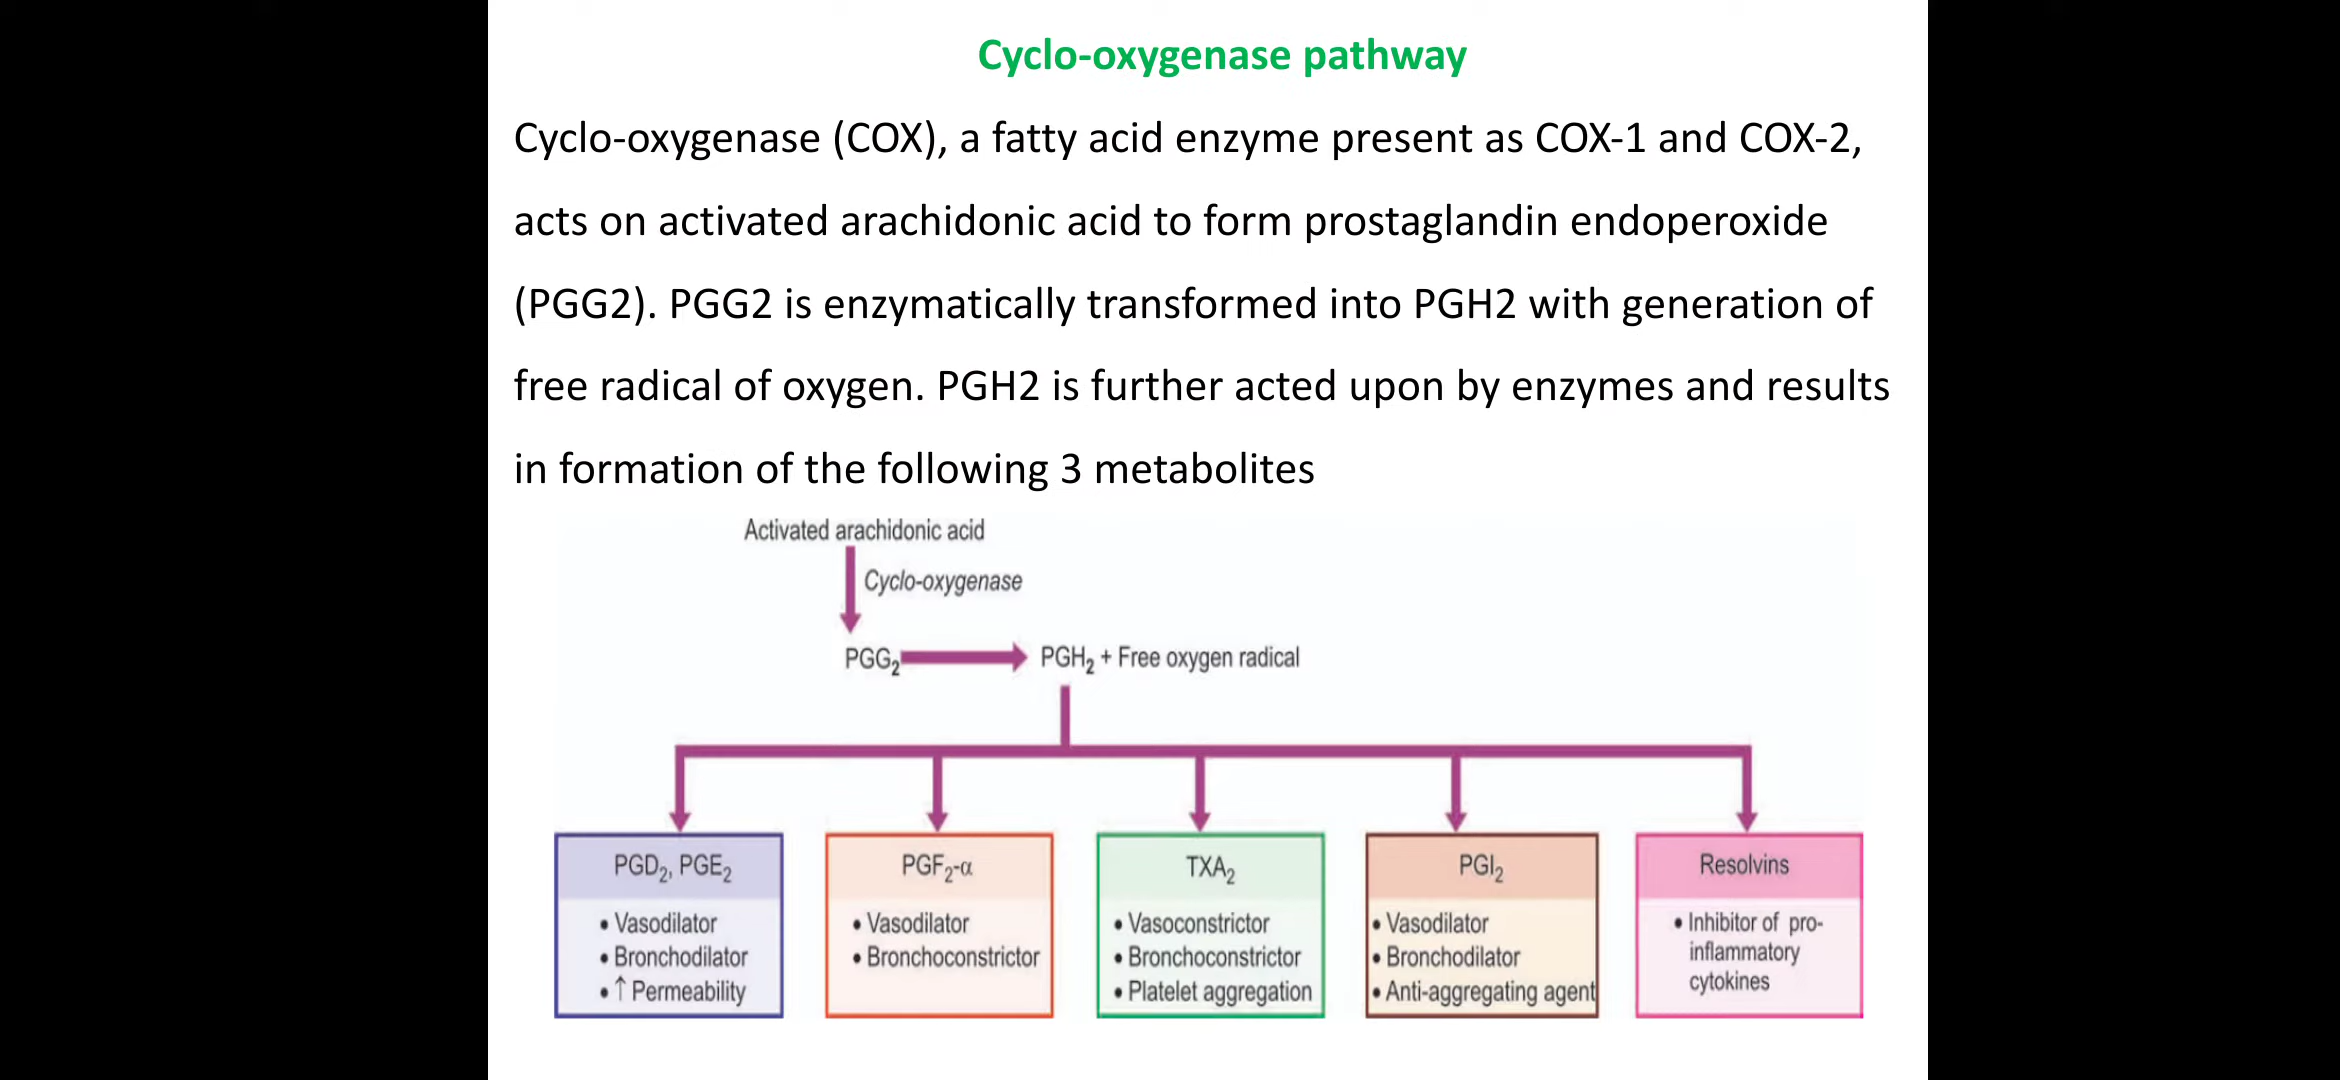 Cyclo-oxygenase pathway
Cyclo-oxygenase (COX), a fatty acid enzyme present as COX-1 and COX-2,
acts on activated arachidonic acid to form prostaglandin endoperoxide
(PGG2). PGG2 is enzymatically transformed into PGH2 with generation of
free radical of oxygen. PGH2 is further acted upon by enzymes and results
in formation of the following 3 metabolites
Activated arachidonic acid
Cyclo-oxygenase
PGG₂
PGH₂ + Free oxygen radical
PGD₂, PGE₂
• Vasodilator
• Bronchodilator
• ↑ Permeability
PGF₂-α
• Vasodilator
• Bronchoconstrictor
TXA₂
• Vasoconstrictor
• Bronchoconstrictor
• Platelet aggregation
PGI₂
• Vasodilator
• Bronchodilator
• Anti-aggregating agent
Resolvins
• Inhibitor of pro-
inflammatory
cytokines